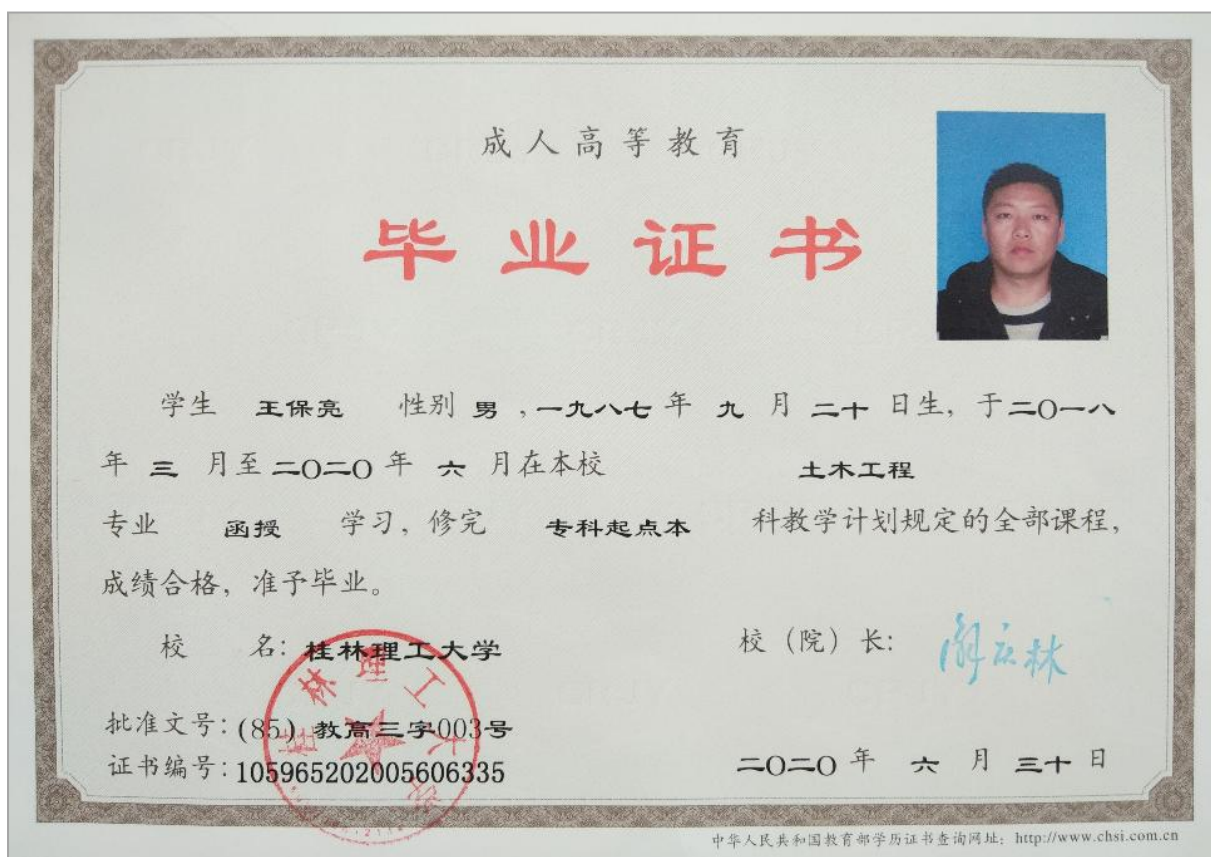 成人高等教育
毕业证书
学生 王保亮 性别 男 ,一九八七 年 九 月 二十 日生, 于二〇一八
年 三 月至 二〇二〇 年 六 月在本校 土木工程
专业 函授 学习, 修完 专科起点本 科教学计划规定的全部课程,
成绩合格, 准予毕业。
校 名: 桂林理工大学 校（院）长:
桂林理工大学
批准文号: (85) 教高三字003号
证书编号: 105965202005606335 二〇二〇 年 六 月 三十 日
中华人民共和国教育部学历证书查询网址: http://www.chsi.com.cn